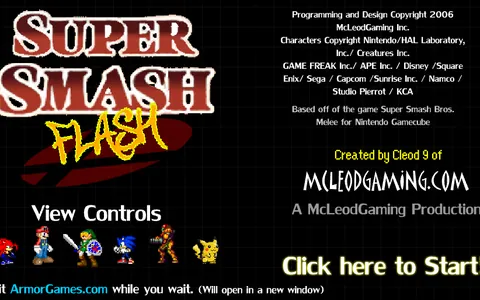 SUPER
SMASH
FLASH
View Controls
Programming and Design Copyright 2006
McLeodGaming Inc.
Characters Copyright Nintendo/HAL Laboratory,
Inc./ Creatures Inc.
GAME FREAK Inc./ APE Inc. / Disney /Square
Enix/ Sega / Capcom /Sunrise Inc. / Namco /
Studio Pierrot / KCA
Based off of the game Super Smash Bros.
Melee for Nintendo Gamecube
Created by Cleod 9 of
MCLEODGAMING.COM
A McLeodGaming Production
Click here to Start!
it ArmorGames.com while you wait. (Will open in a new window)